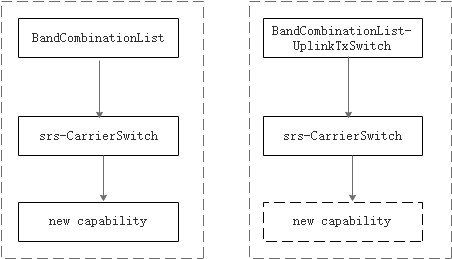 BandCombinationList
srs-CarrierSwitch
new capability
BandCombinationList-
UplinkTxSwitch
srs-CarrierSwitch
new capability